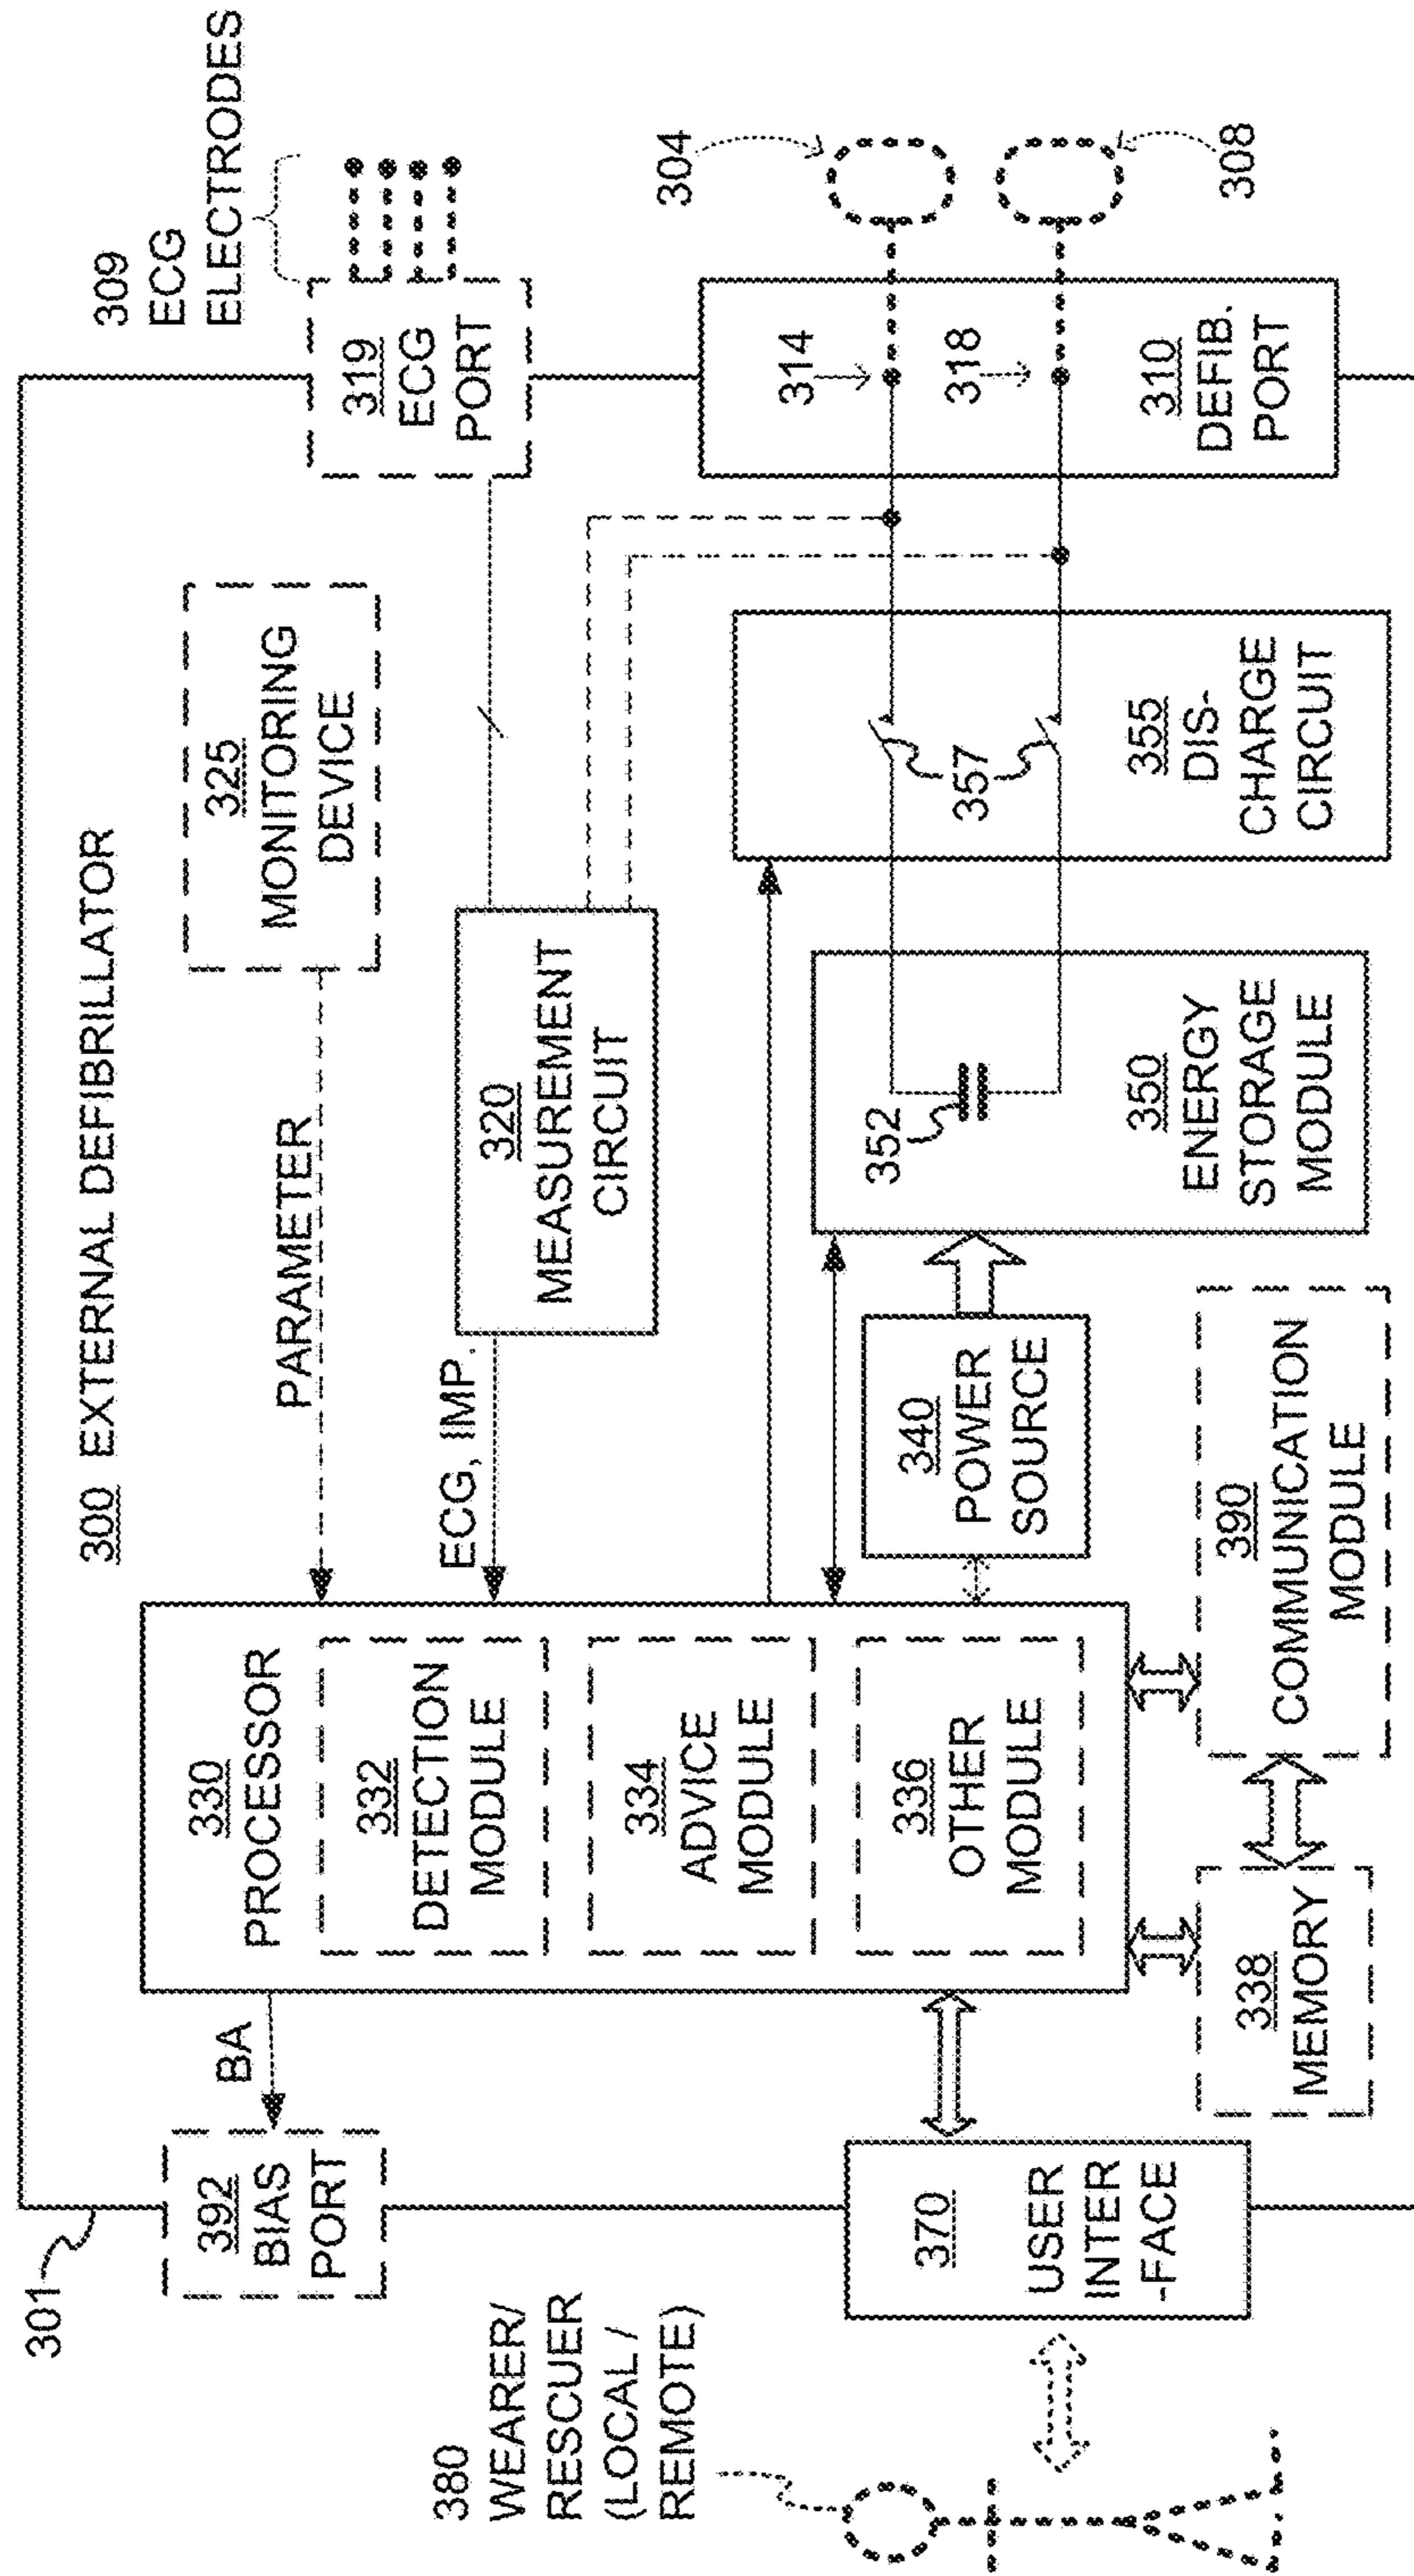 300 EXTERNAL DEFIBRILLATOR
301
392
BIAS
PORT
BA
330
PROCESSOR
332
DETECTION
MODULE
334
ADVICE
MODULE
336
OTHER
MODULE
PARAMETER
325
MONITORING
DEVICE
ECG, IMP.
320
MEASUREMENT
CIRCUIT
309
ECG
ELECTRODES
319
ECG
PORT
380
WEARER/
RESCUER
(LOCAL /
REMOTE)
370
USER
INTER
-FACE
338
MEMORY
390
COMMUNICATION
MODULE
340
POWER
SOURCE
352
350
ENERGY
STORAGE
MODULE
357
355
DIS-
CHARGE
CIRCUIT
314
318
310
DEFIB.
PORT
304
308